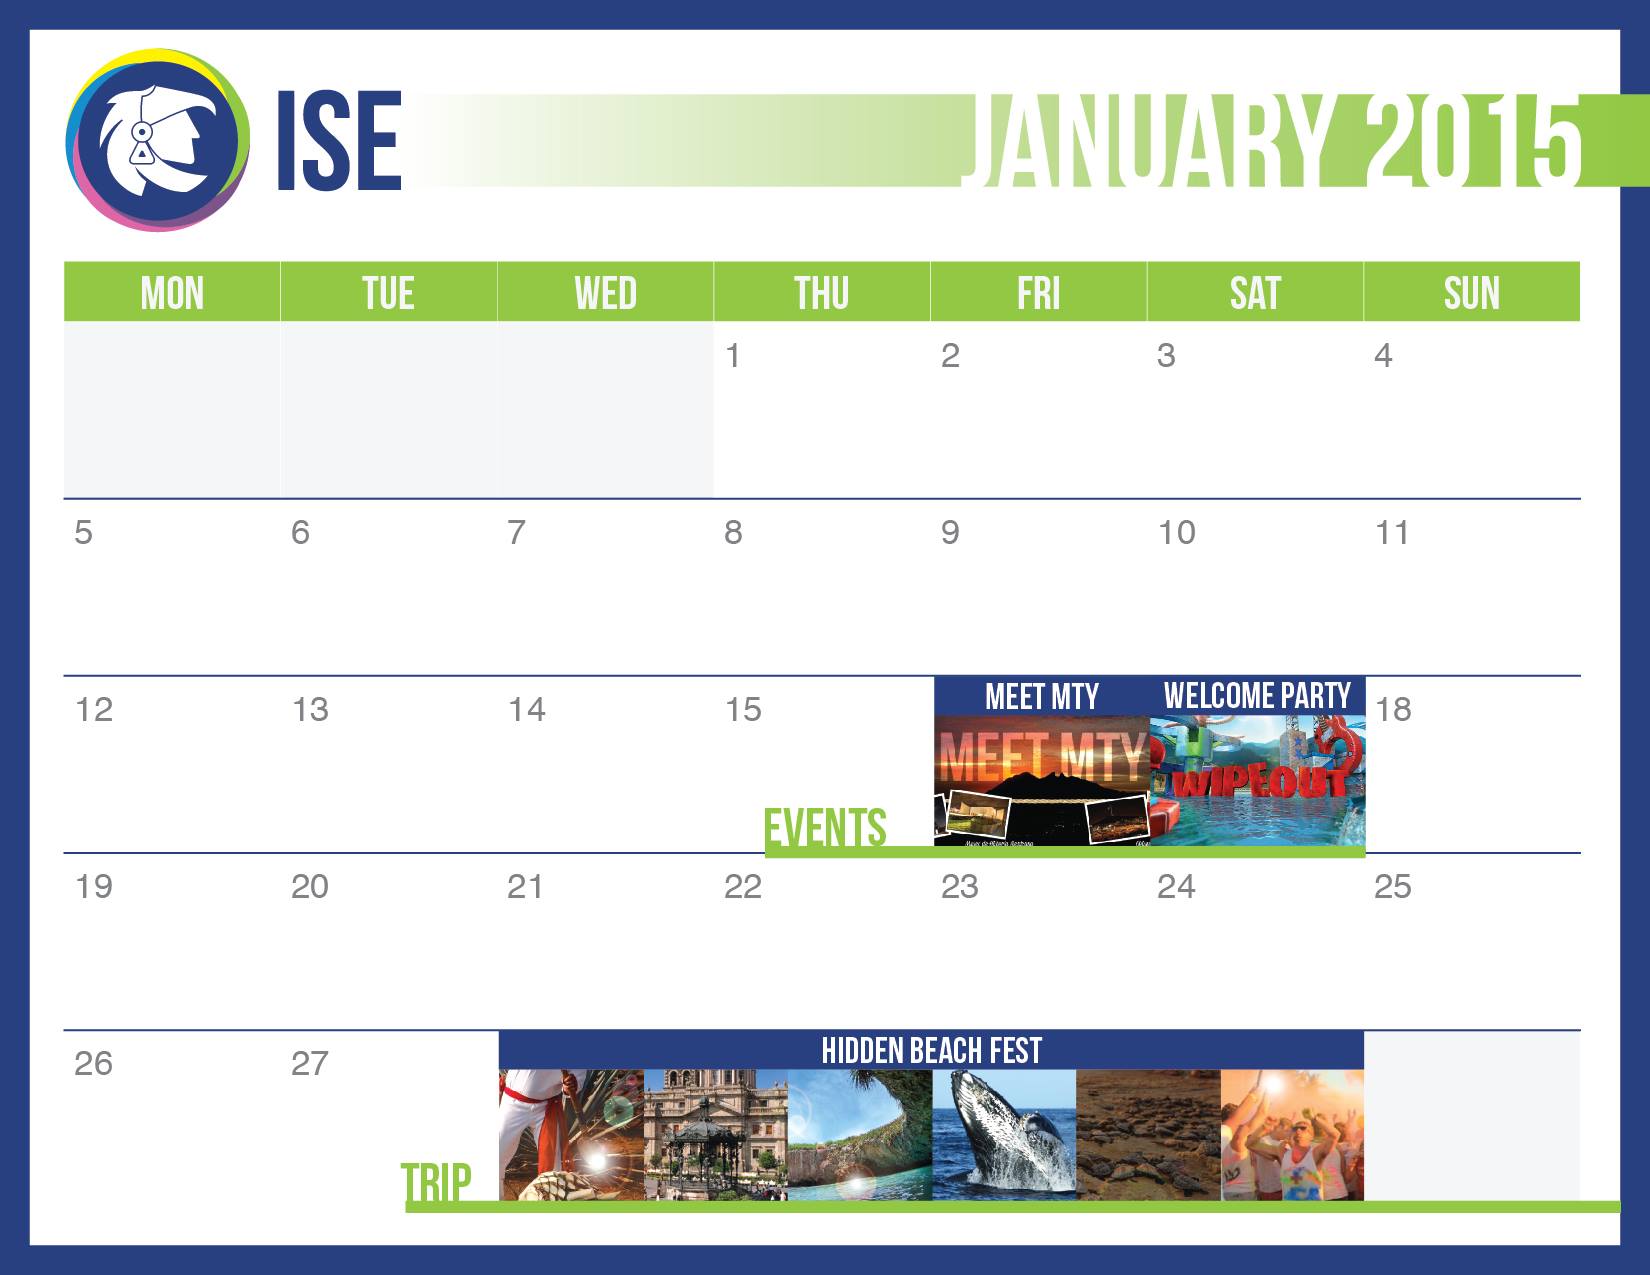 ISE
JANUARY 2015
MON TUE WED THU FRI SAT SUN
1 2 3 4
5 6 7 8 9 10 11
12 13 14 15 18
MEET MTY WELCOME PARTY
MEET MTY
WIPEOUT
EVENTS
19 20 21 22 23 24 25
26 27
HIDDEN BEACH FEST
TRIP